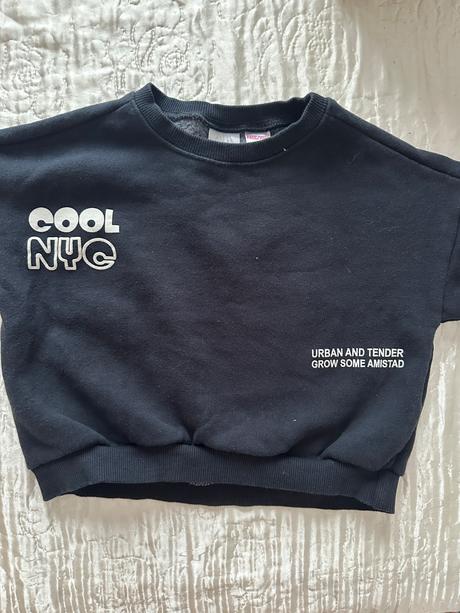 COOL
NYC
URBAN AND TENDER
GROW SOME AMISTAD